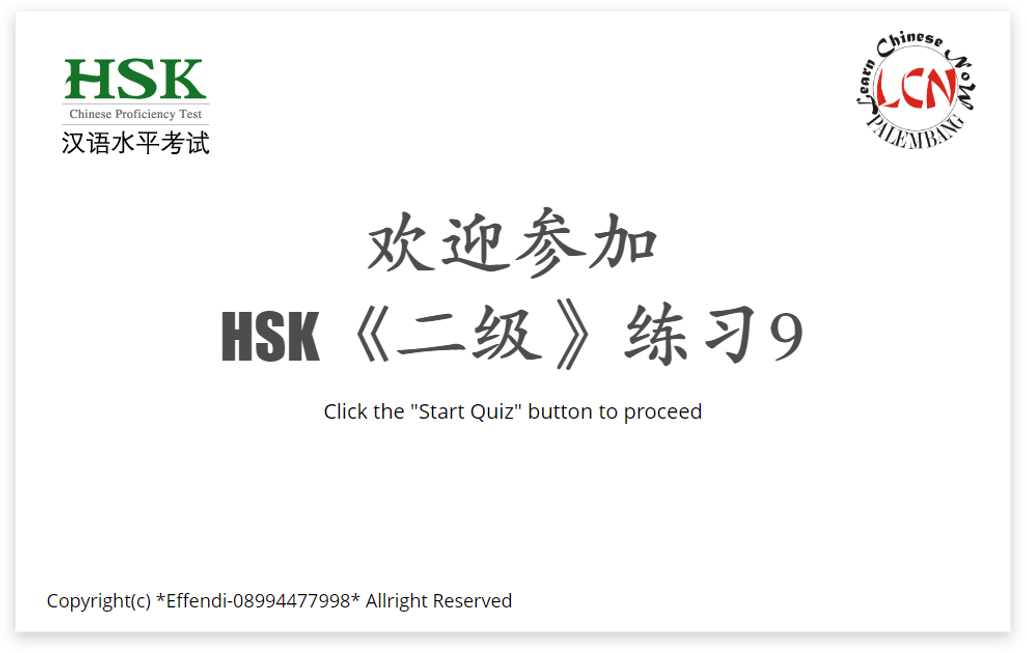 HSK
Chinese Proficiency Test
汉语水平考试
Learn Chinese NoW
LCN
PALEMBANG
欢迎参加
HSK《二级》练习9
Click the "Start Quiz" button to proceed
Copyright(c) *Effendi-08994477998* Allright Reserved